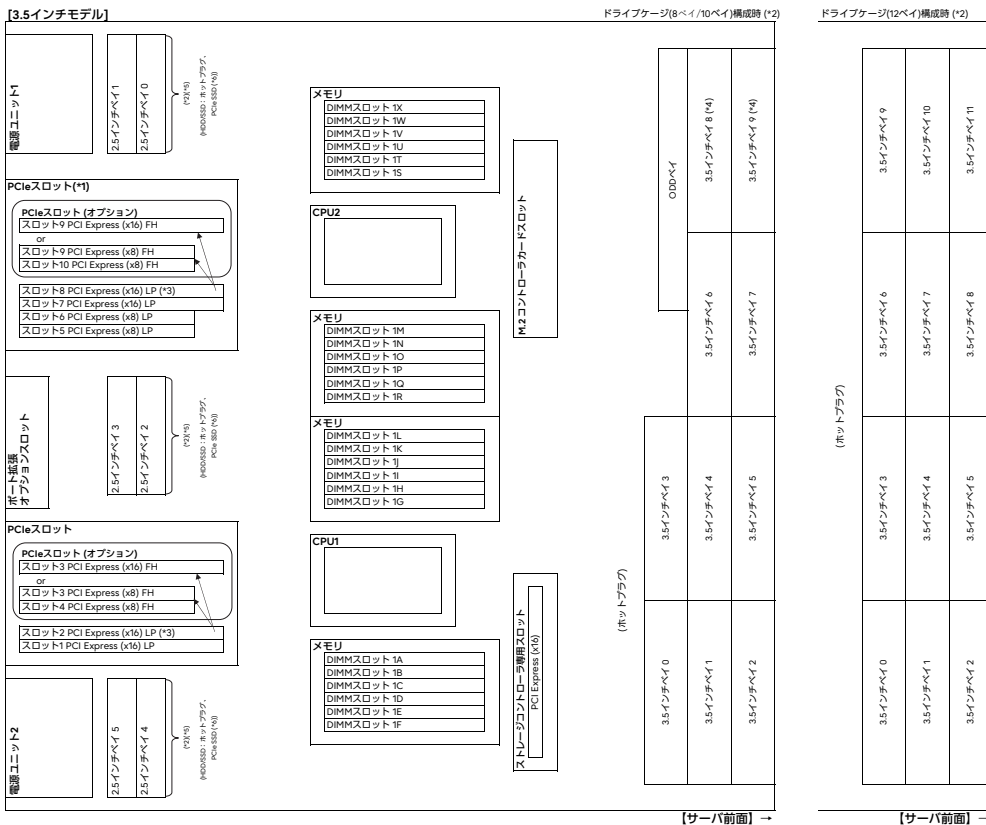 [3.5インチモデル]
ドライブケージ(8ベイ/10ベイ)構成時 (*2)
ドライブケージ(12ベイ)構成時 (*2)
電源ユニット1
2.5インチベイ 1
2.5インチベイ 0
(*2)(*5)
(HDD/SSD：ホットプラグ、
PCIe SSD (*6))
PCIeスロット(*1)
PCIeスロット (オプション)
スロット9 PCI Express (x16) FH
or
スロット9 PCI Express (x8) FH
スロット10 PCI Express (x8) FH
スロット8 PCI Express (x16) LP (*3)
スロット7 PCI Express (x16) LP
スロット6 PCI Express (x8) LP
スロット5 PCI Express (x8) LP
ポート拡張
オプションスロット
2.5インチベイ 3
2.5インチベイ 2
(*2)(*5)
(HDD/SSD：ホットプラグ、
PCIe SSD (*6))
PCIeスロット
PCIeスロット (オプション)
スロット3 PCI Express (x16) FH
or
スロット3 PCI Express (x8) FH
スロット4 PCI Express (x8) FH
スロット2 PCI Express (x16) LP (*3)
スロット1 PCI Express (x16) LP
電源ユニット2
2.5インチベイ 5
2.5インチベイ 4
(*2)(*5)
(HDD/SSD：ホットプラグ、
PCIe SSD (*6))
メモリ
DIMMスロット 1X
DIMMスロット 1W
DIMMスロット 1V
DIMMスロット 1U
DIMMスロット 1T
DIMMスロット 1S
CPU2
メモリ
DIMMスロット 1M
DIMMスロット 1N
DIMMスロット 1O
DIMMスロット 1P
DIMMスロット 1Q
DIMMスロット 1R
メモリ
DIMMスロット 1L
DIMMスロット 1K
DIMMスロット 1J
DIMMスロット 1I
DIMMスロット 1H
DIMMスロット 1G
CPU1
メモリ
DIMMスロット 1A
DIMMスロット 1B
DIMMスロット 1C
DIMMスロット 1D
DIMMスロット 1E
DIMMスロット 1F
M.2 コントローラカードスロット
ストレージコントローラ専用スロット
PCI Express (x16)
(ホットプラグ)
ODDベイ
3.5インチベイ 8 (*4)
3.5インチベイ 9 (*4)
3.5インチベイ 6
3.5インチベイ 7
3.5インチベイ 3
3.5インチベイ 4
3.5インチベイ 5
3.5インチベイ 0
3.5インチベイ 1
3.5インチベイ 2
【サーバ前面】→
(ホットプラグ)
3.5インチベイ 9
3.5インチベイ 10
3.5インチベイ 11
3.5インチベイ 6
3.5インチベイ 7
3.5インチベイ 8
3.5インチベイ 3
3.5インチベイ 4
3.5インチベイ 5
3.5インチベイ 0
3.5インチベイ 1
3.5インチベイ 2
【サーバ前面】→